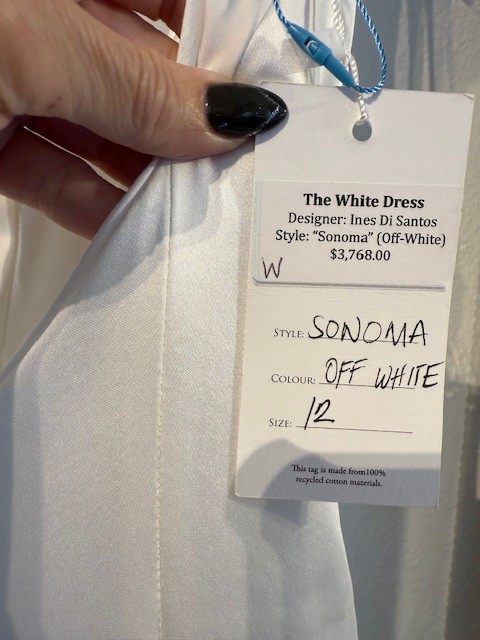 The White Dress
Designer: Ines Di Santos
Style: “Sonoma” (Off-White)
$3,768.00
W
STYLE: SONOMA
COLOUR: OFF WHITE
SIZE: 12
This tag is made from100%
recycled cotton materials.